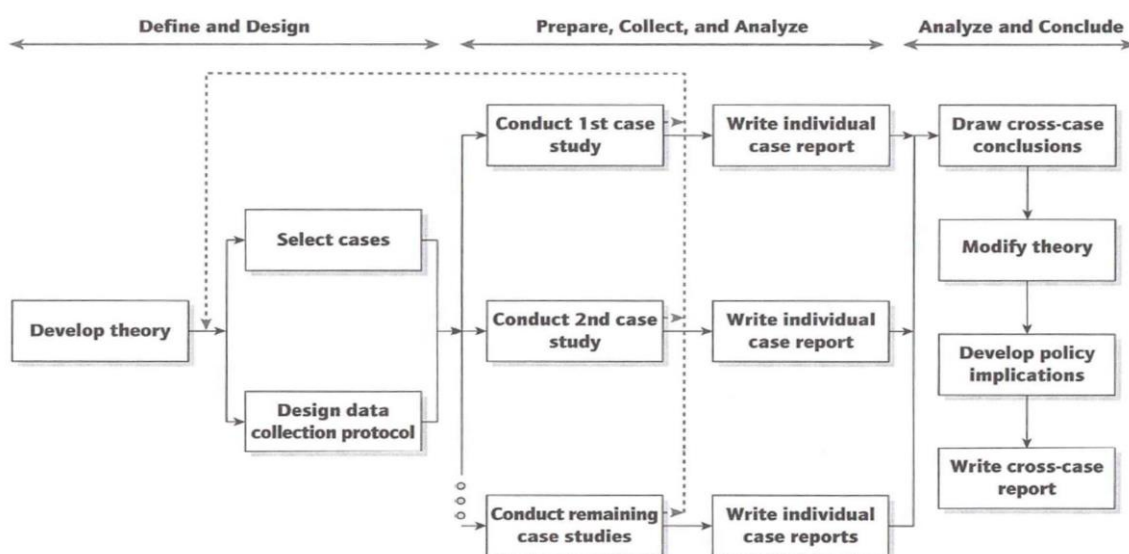 Define and Design
Prepare, Collect, and Analyze
Analyze and Conclude
Conduct 1st case
study
Write individual
case report
Draw cross-case
conclusions
Select cases
Modify theory
Develop theory
Conduct 2nd case
study
Write individual
case report
Develop policy
implications
Design data
collection protocol
Write cross-case
report
Conduct remaining
case studies
Write individual
case reports